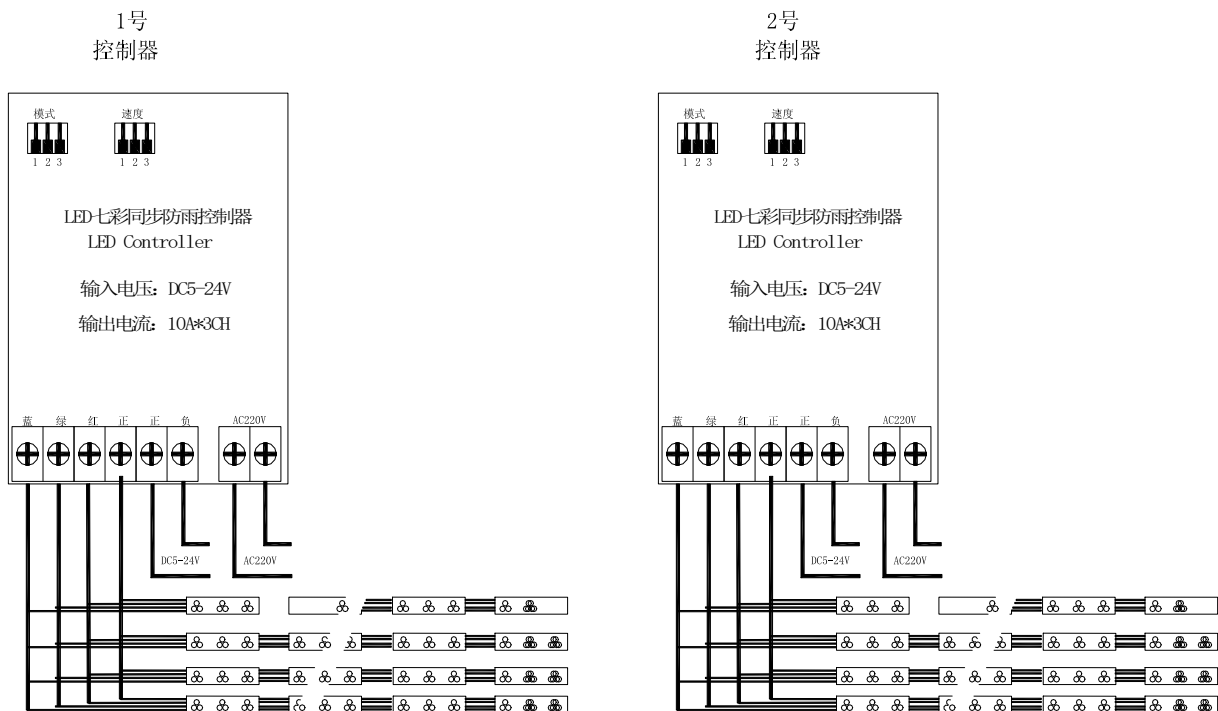 1号
控制器
模式
速度
1 2 3
1 2 3
LED七彩同步防雨控制器
LED Controller
输入电压：DC5-24V
输出电流：10A*3CH
蓝 绿 红 正 正 负
AC220V
DC5-24V
AC220V
2号
控制器
模式
速度
1 2 3
1 2 3
LED七彩同步防雨控制器
LED Controller
输入电压：DC5-24V
输出电流：10A*3CH
蓝 绿 红 正 正 负
AC220V
DC5-24V
AC220V